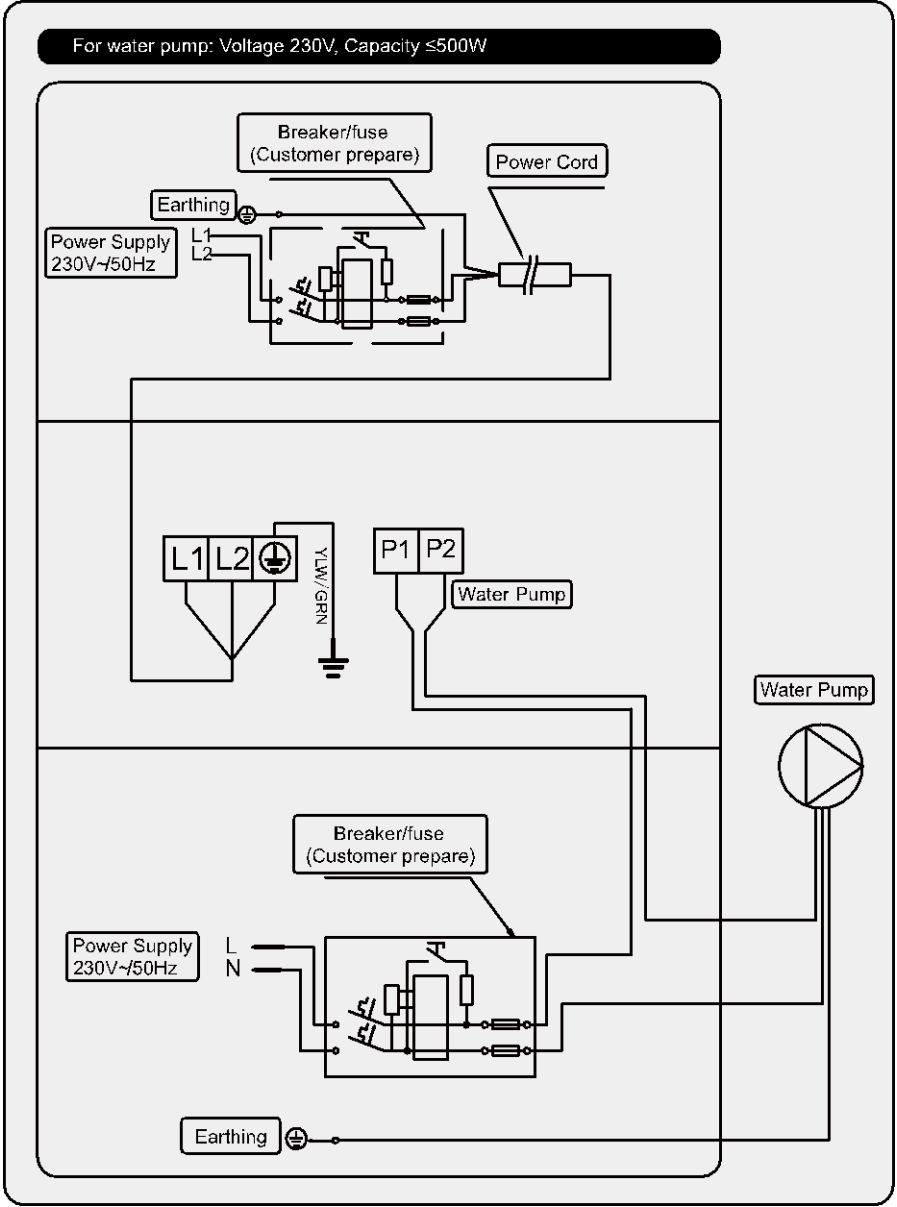 For water pump: Voltage 230V, Capacity ≤500W
Breaker/fuse
(Customer prepare)
Power Cord
Earthing
Power Supply
230V~/50Hz
L1
L2
L1 L2
YLW/GRN
P1 P2
Water Pump
Water Pump
Breaker/fuse
(Customer prepare)
Power Supply
230V~/50Hz
L
N
Earthing